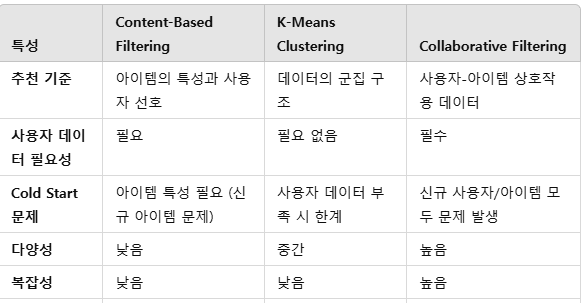 특성
Content-Based
Filtering
K-Means
Clustering
Collaborative Filtering
추천 기준
아이템의 특성과 사용
자 선호
데이터의 군집 구
조
사용자-아이템 상호작
용 데이터
사용자 데이
터 필요성
필요
필요 없음
필수
Cold Start
문제
아이템 특성 필요 (신
규 아이템 문제)
사용자 데이터 부
족 시 한계
신규 사용자/아이템 모
두 문제 발생
다양성
낮음
중간
높음
복잡성
낮음
낮음
높음